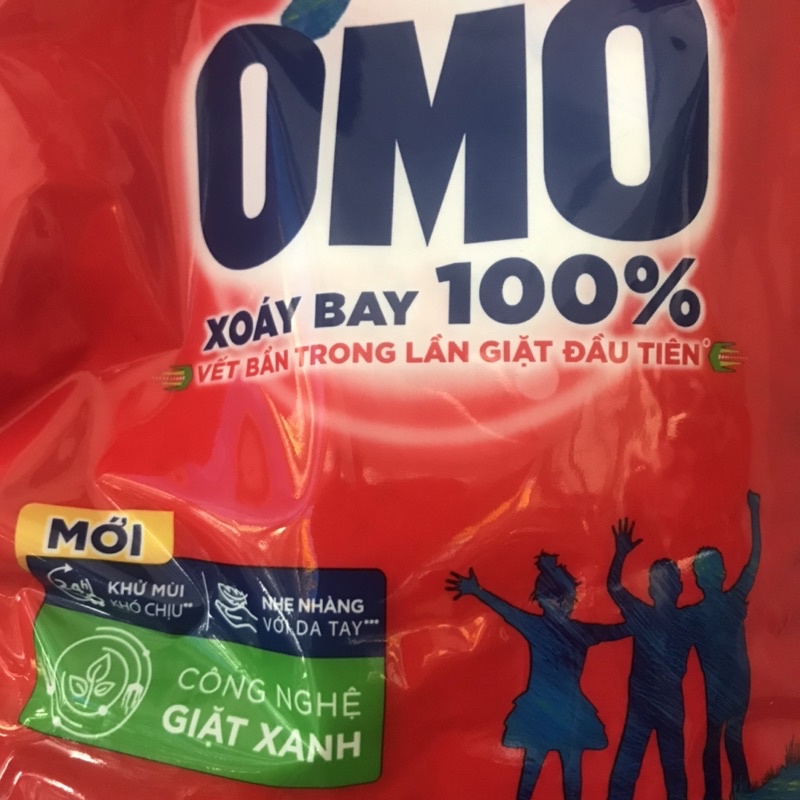 OMO
XOÁY BAY 100%
VẾT BẨN TRONG LẦN GIẶT ĐẦU TIÊN°
MỚI
24h
KHỬ MÙI
KHÓ CHỊU**
NHẸ NHÀNG
VỚI DA TAY***
CÔNG NGHỆ
GIẶT XANH